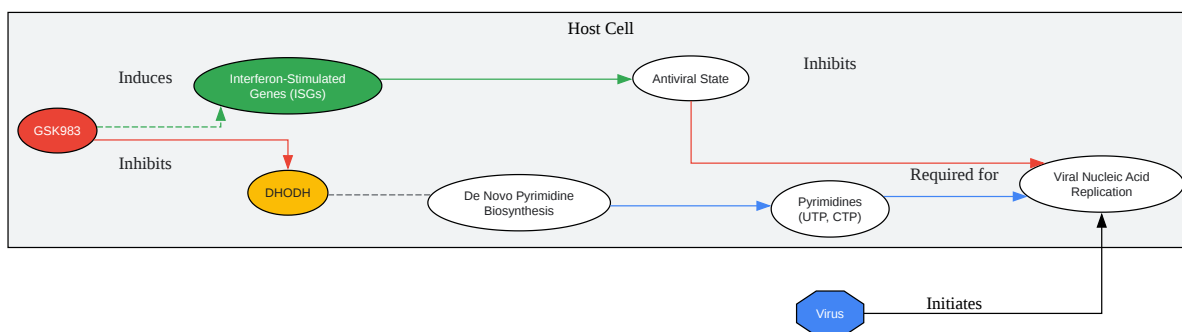 Host Cell
Induces
Interferon-Stimulated
Genes (ISGs)
Antiviral State
Inhibits
GSK983
Inhibits
DHODH
De Novo Pyrimidine
Biosynthesis
Pyrimidines
(UTP, CTP)
Required for
Viral Nucleic Acid
Replication
Virus
Initiates